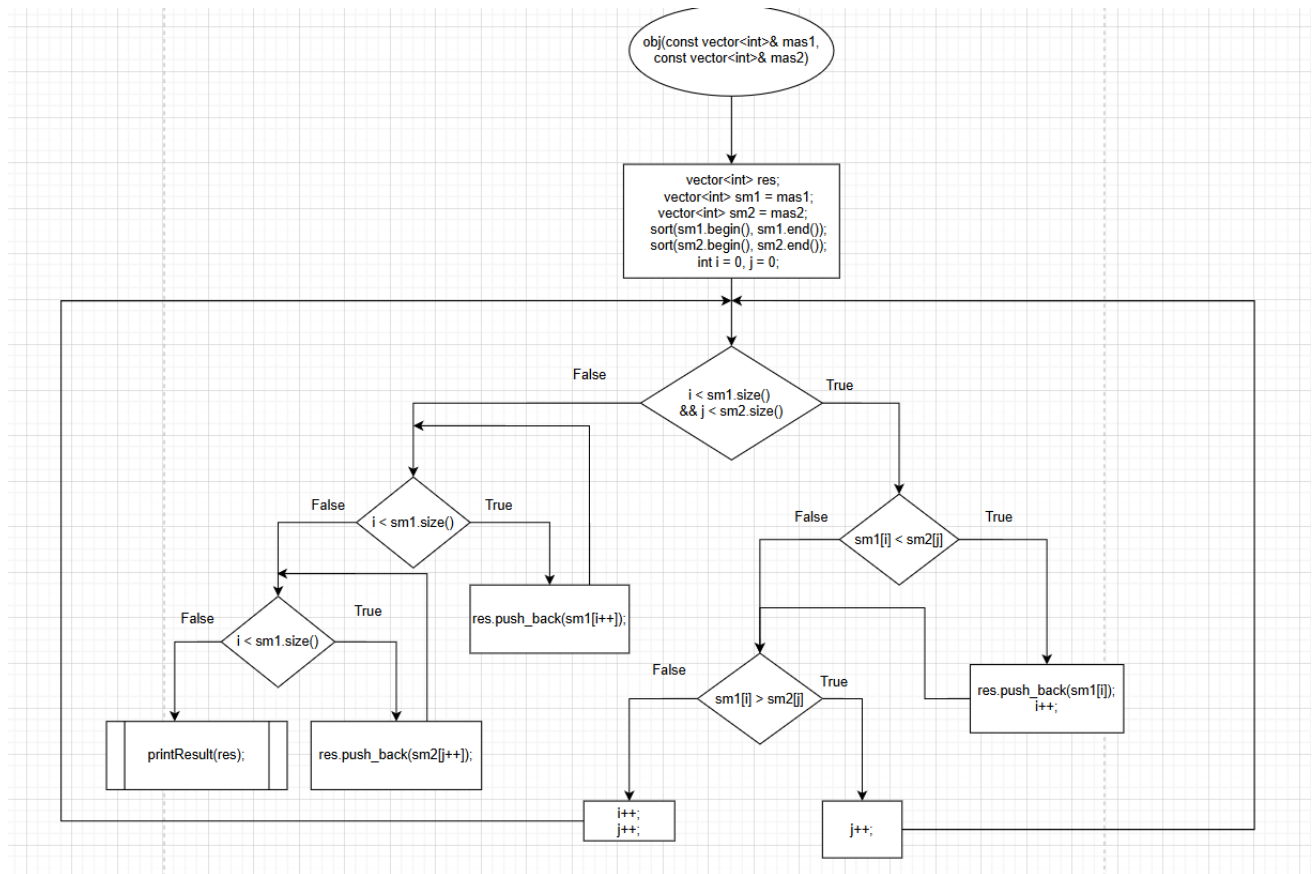 obj(const vector<int>& mas1,
const vector<int>& mas2)
vector<int> res;
vector<int> sm1 = mas1;
vector<int> sm2 = mas2;
sort(sm1.begin(), sm1.end());
sort(sm2.begin(), sm2.end());
int i = 0, j = 0;
False
True
i < sm1.size()
&& j < sm2.size()
False
True
i < sm1.size()
False
True
sm1[i] < sm2[j]
res.push_back(sm1[i++]);
False
True
i < sm1.size()
False
True
sm1[i] > sm2[j]
res.push_back(sm1[i]);
i++;
printResult(res);
res.push_back(sm2[j++]);
i++;
j++;
j++;